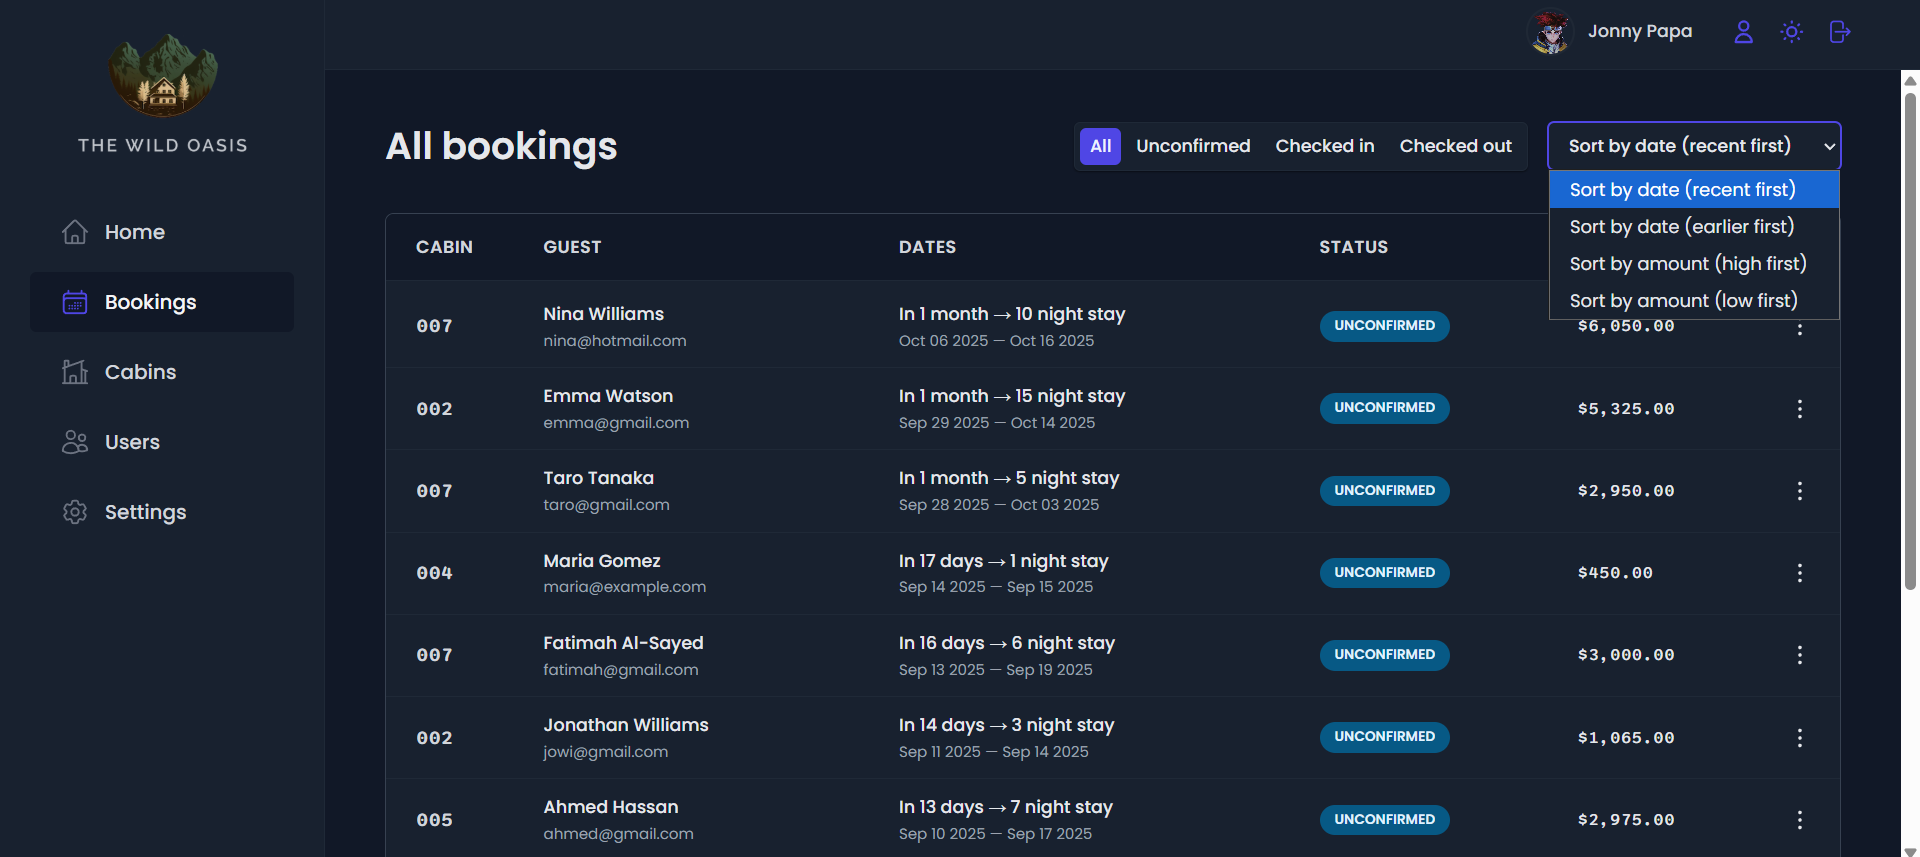 THE WILD OASIS
Home
Bookings
Cabins
Users
Settings
Jonny Papa
All bookings
All Unconfirmed Checked in Checked out
Sort by date (recent first)
Sort by date (recent first)
Sort by date (earlier first)
Sort by amount (high first)
Sort by amount (low first)
CABIN GUEST DATES STATUS
007 Nina Williams In 1 month → 10 night stay UNCONFIRMED $6,050.00
nina@hotmail.com Oct 06 2025 — Oct 16 2025
002 Emma Watson In 1 month → 15 night stay UNCONFIRMED $5,325.00
emma@gmail.com Sep 29 2025 — Oct 14 2025
007 Taro Tanaka In 1 month → 5 night stay UNCONFIRMED $2,950.00
taro@gmail.com Sep 28 2025 — Oct 03 2025
004 Maria Gomez In 17 days → 1 night stay UNCONFIRMED $450.00
maria@example.com Sep 14 2025 — Sep 15 2025
007 Fatimah Al-Sayed In 16 days → 6 night stay UNCONFIRMED $3,000.00
fatimah@gmail.com Sep 13 2025 — Sep 19 2025
002 Jonathan Williams In 14 days → 3 night stay UNCONFIRMED $1,065.00
jowi@gmail.com Sep 11 2025 — Sep 14 2025
005 Ahmed Hassan In 13 days → 7 night stay UNCONFIRMED $2,975.00
ahmed@gmail.com Sep 10 2025 — Sep 17 2025